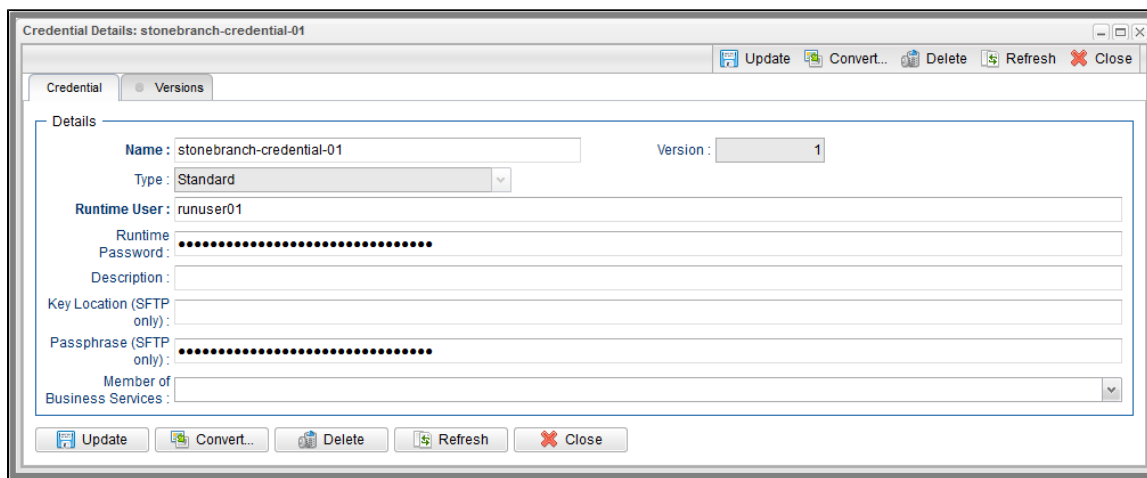 Credential Details: stonebranch-credential-01
Update Convert... Delete Refresh Close
Credential Versions
Details
Name : stonebranch-credential-01 Version : 1
Type : Standard
Runtime User : runuser01
Runtime
Password : ••••••••••••••••••••••••••••••••
Description :
Key Location (SFTP
only) :
Passphrase (SFTP
only) : ••••••••••••••••••••••••••••••••
Member of
Business Services :
Update Convert... Delete Refresh Close